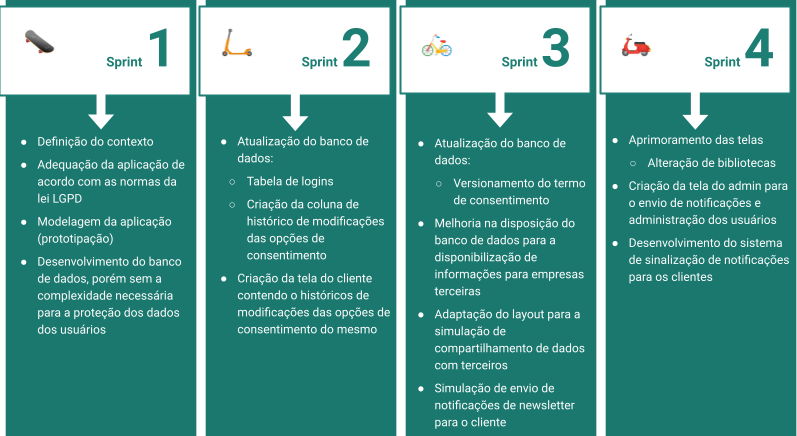 Sprint 1
● Definição do contexto
● Adequação da aplicação de
acordo com as normas da
lei LGPD
● Modelagem da aplicação
(prototipação)
● Desenvolvimento do banco
de dados, porém sem a
complexidade necessária
para a proteção dos dados
dos usuários
Sprint 2
● Atualização do banco de
dados:
○ Tabela de logins
○ Criação da coluna de
histórico de modificações
das opções de
consentimento
● Criação da tela do cliente
contendo o históricos de
modificações das opções de
consentimento do mesmo
Sprint 3
● Atualização do banco de
dados:
○ Versionamento do termo
de consentimento
● Melhoria na disposição do
banco de dados para a
disponibilização de
informações para empresas
terceiras
● Adaptação do layout para a
simulação de
compartilhamento de dados
com terceiros
● Simulação de envio de
notificações de newsletter
para o cliente
Sprint 4
● Aprimoramento das telas
○ Alteração de bibliotecas
● Criação da tela do admin para
o envio de notificações e
administração dos usuários
● Desenvolvimento do sistema
de sinalização de notificações
para os clientes